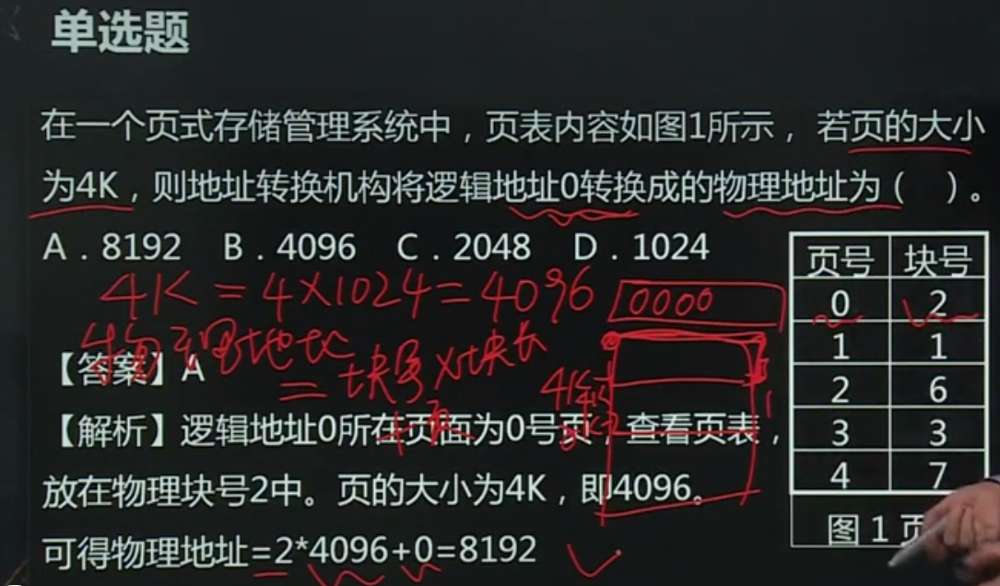 单选题
在一个页式存储管理系统中，页表内容如图1所示， 若页的大小
为4K，则地址转换机构将逻辑地址0转换成的物理地址为（ ）。
A．8192 B．4096 C．2048 D．1024
页号 块号
0 2
1 1
2 6
3 3
4 7
图1页
4K=4×1024=4096
0000
物理地址
=块号×块长
+页
【答案】A
【解析】逻辑地址0所在页面为0号页，查看页表，
放在物理块号2中。页的大小为4K，即4096。
可得物理地址=2*4096+0=8192